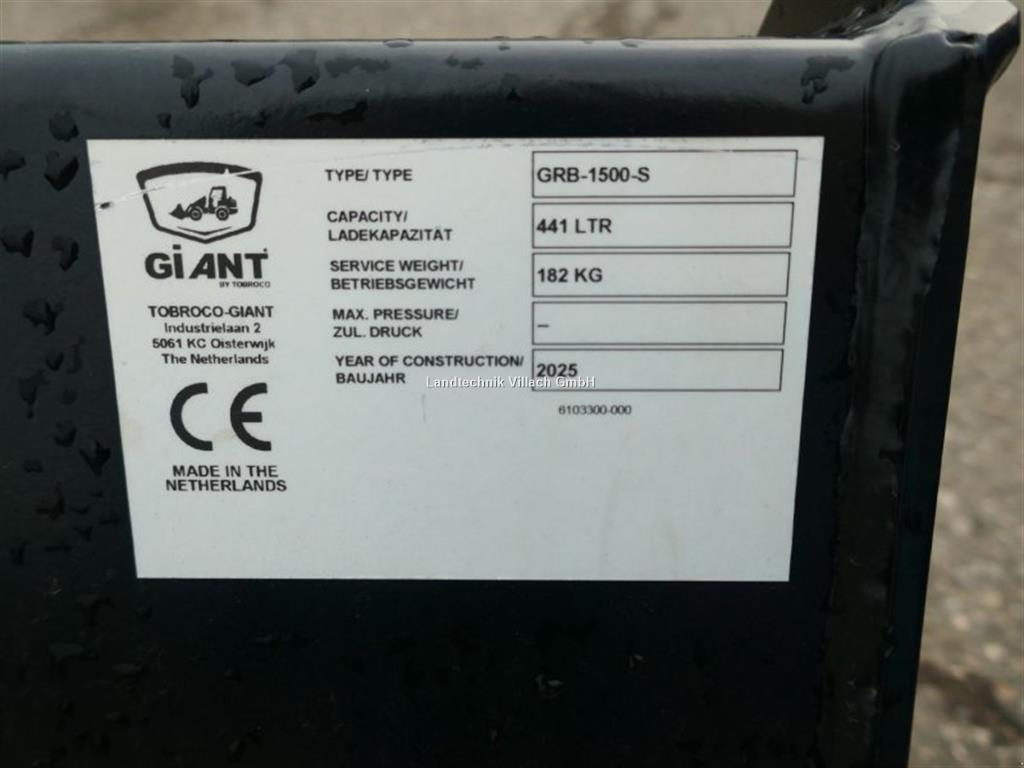 GiANT
BY TOBROCO
TOBROCO-GIANT
Industrielaan 2
5061 KC Oisterwijk
The Netherlands
CE
MADE IN THE
NETHERLANDS
TYPE/ TYPE
GRB-1500-S
CAPACITY/
LADEKAPAZITÄT
441 LTR
SERVICE WEIGHT/
BETRIEBSGEWICHT
182 KG
MAX. PRESSURE/
ZUL. DRUCK
–
YEAR OF CONSTRUCTION/
BAUJAHR
2025
6103300-000
Landtechnik Villach GmbH